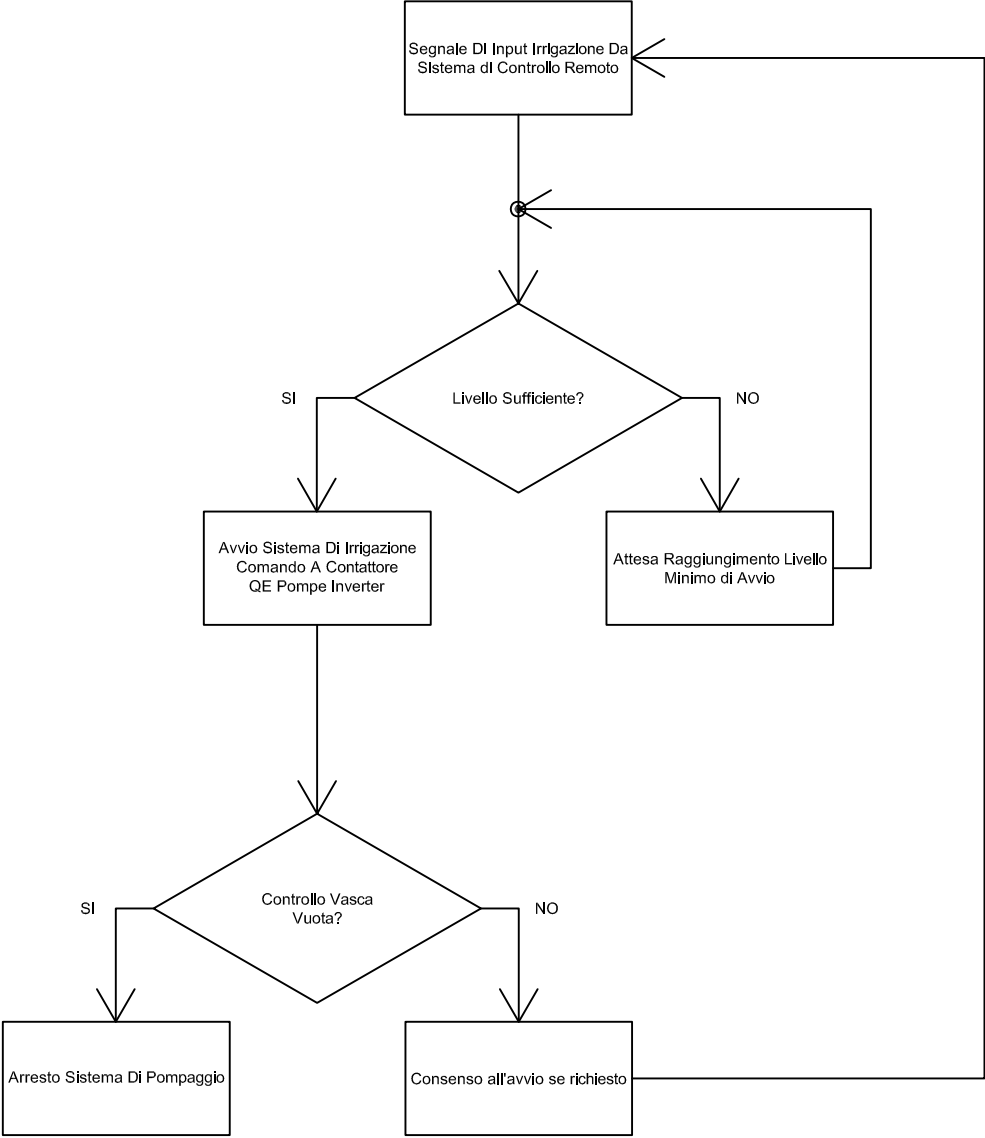 Segnale DI Input Irrigazione Da
Sistema di Controllo Remoto
Livello Sufficiente?
SI
NO
Avvio Sistema Di Irrigazione
Comando A Contattore
QE Pompe Inverter
Attesa Raggiungimento Livello
Minimo di Avvio
Controllo Vasca
Vuota?
SI
NO
Arresto Sistema Di Pompaggio
Consenso all'avvio se richiesto